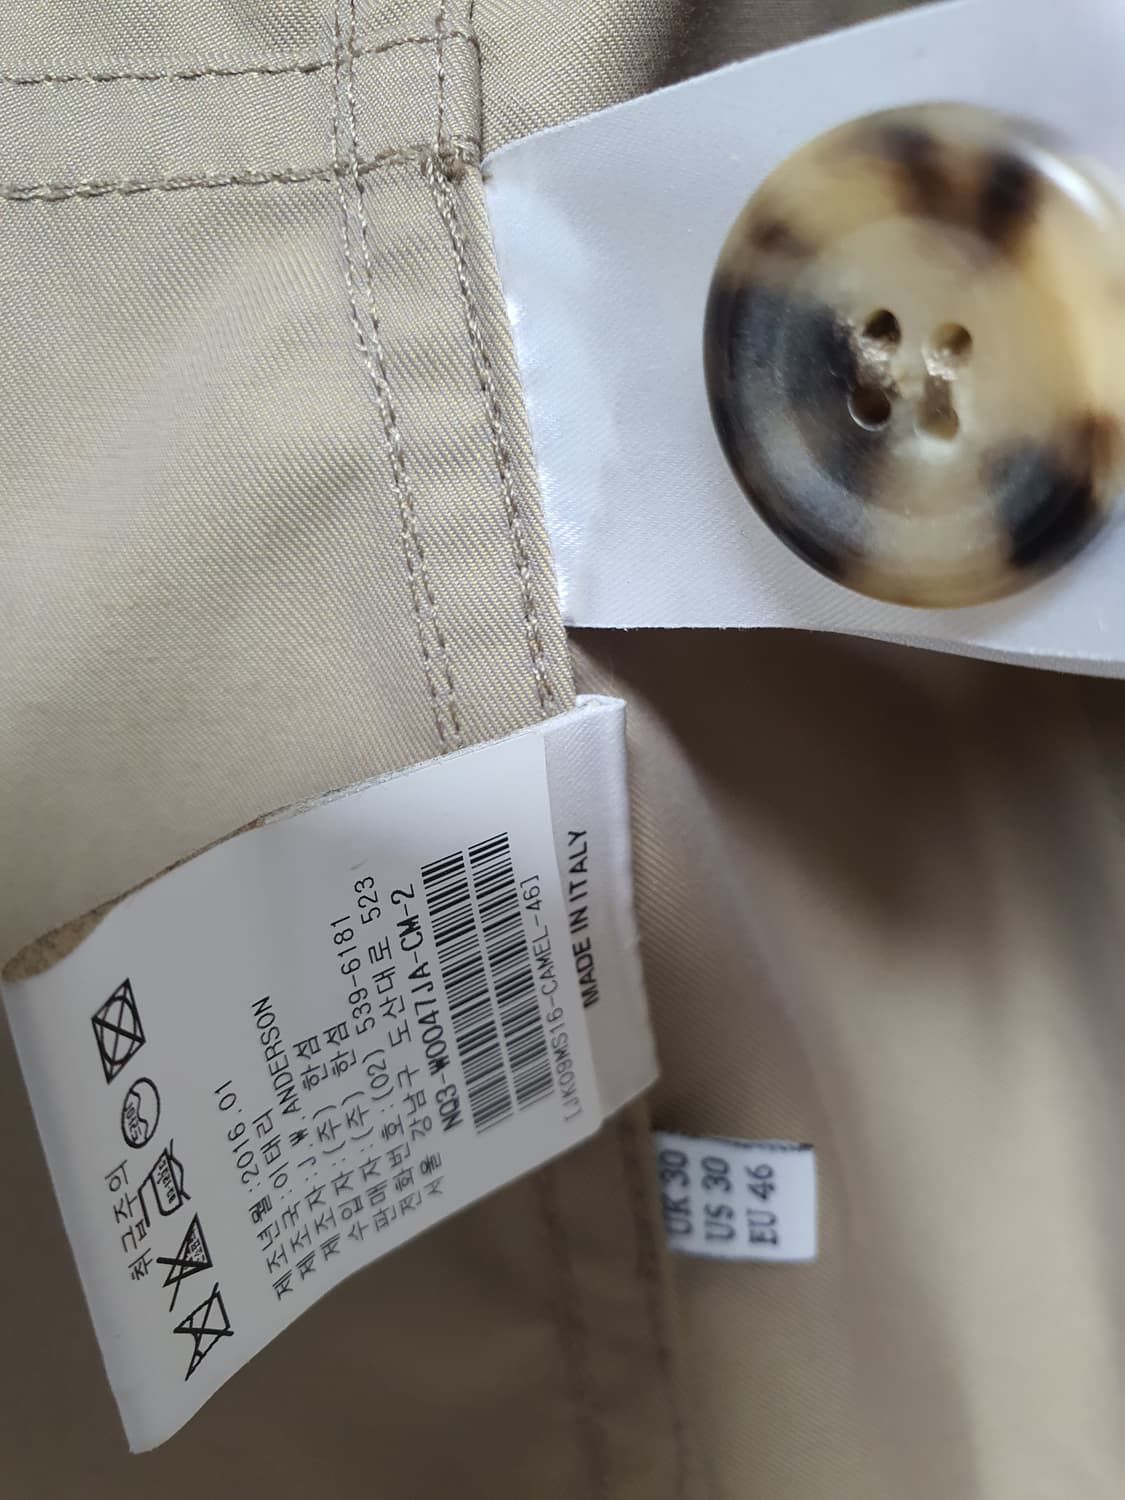 취급주의
드라이
제조년월:2016.01
제조국:이태리
제조자:J.W.ANDERSON
수입자:(주)한섬
판매자:(주)한섬
전화번호:(02) 539-6181
서울 강남구 도산대로 523
NQ3-W0047JA-CM-2
[JK09MS16-CAMEL-46]
MADE IN ITALY
UK 30
US 30
EU 46